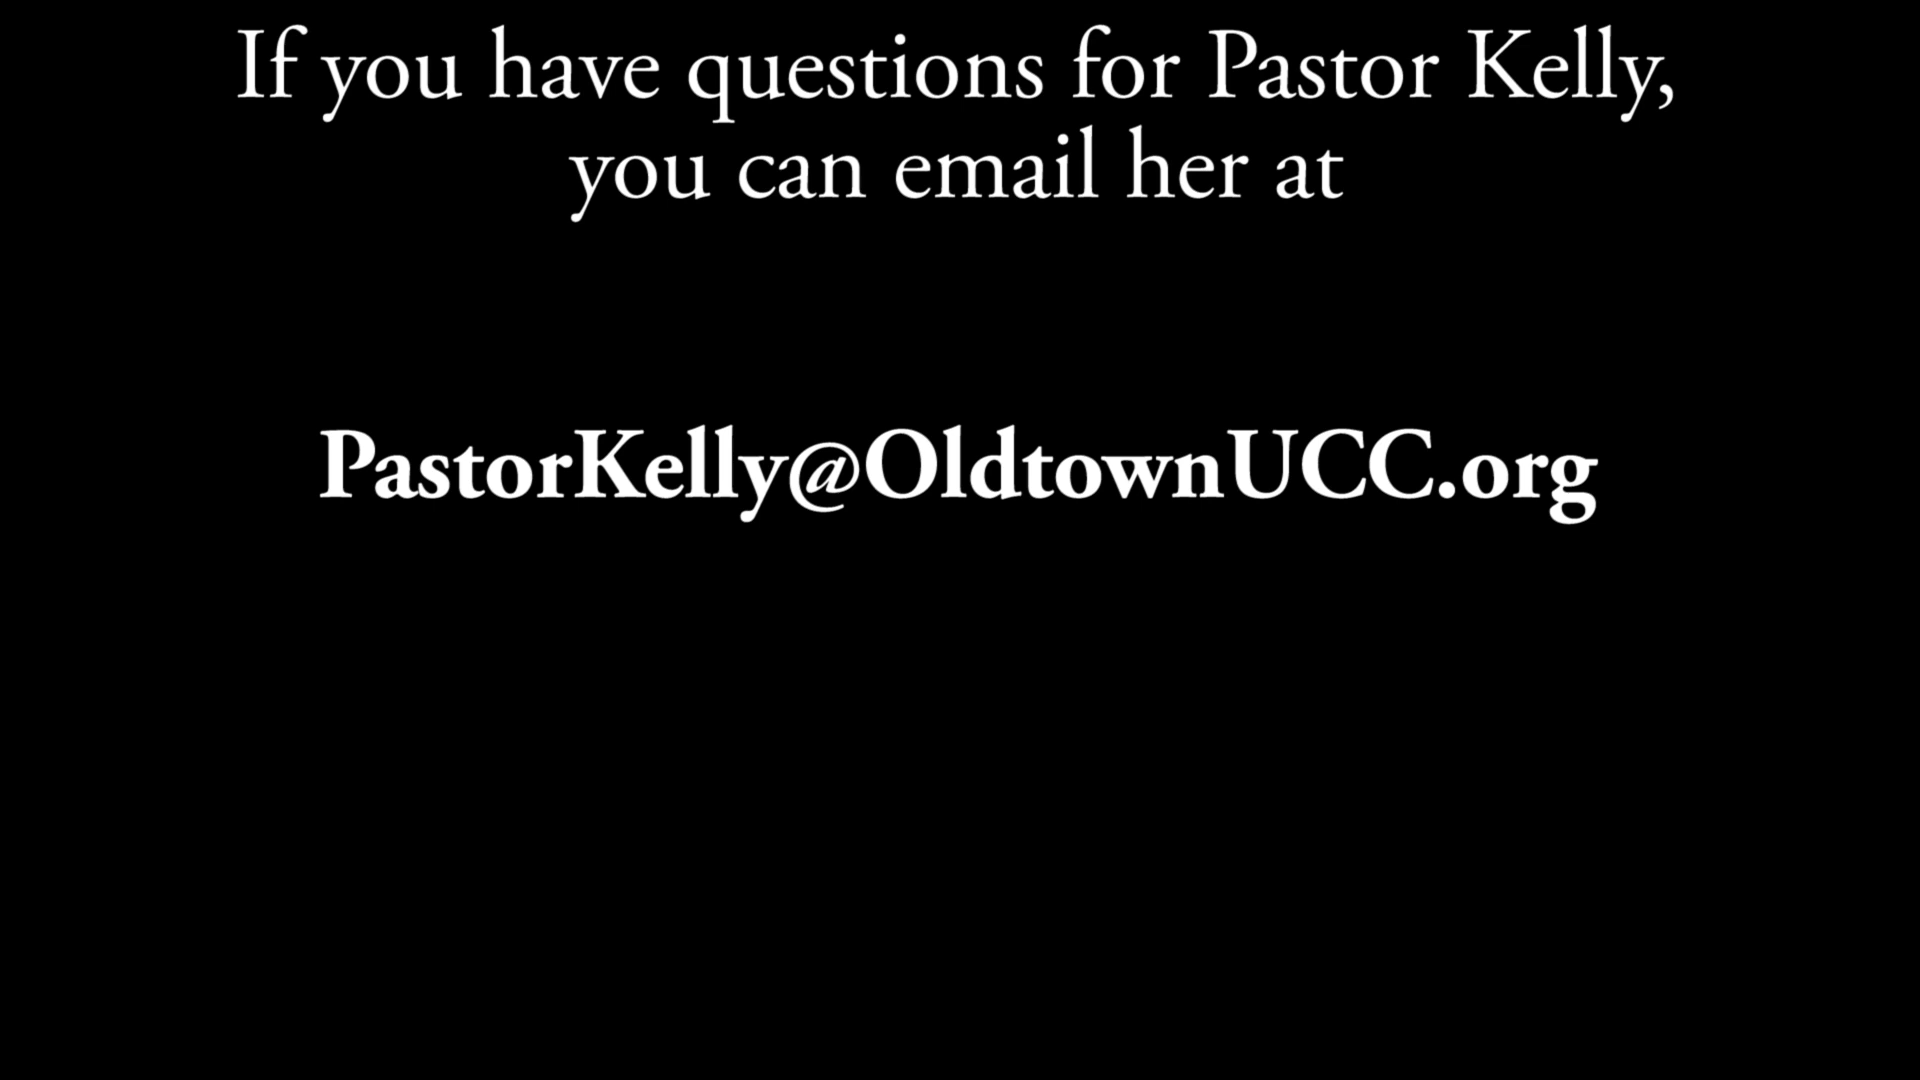 If you have questions for Pastor Kelly,
you can email her at
PastorKelly@OldtownUCC.org